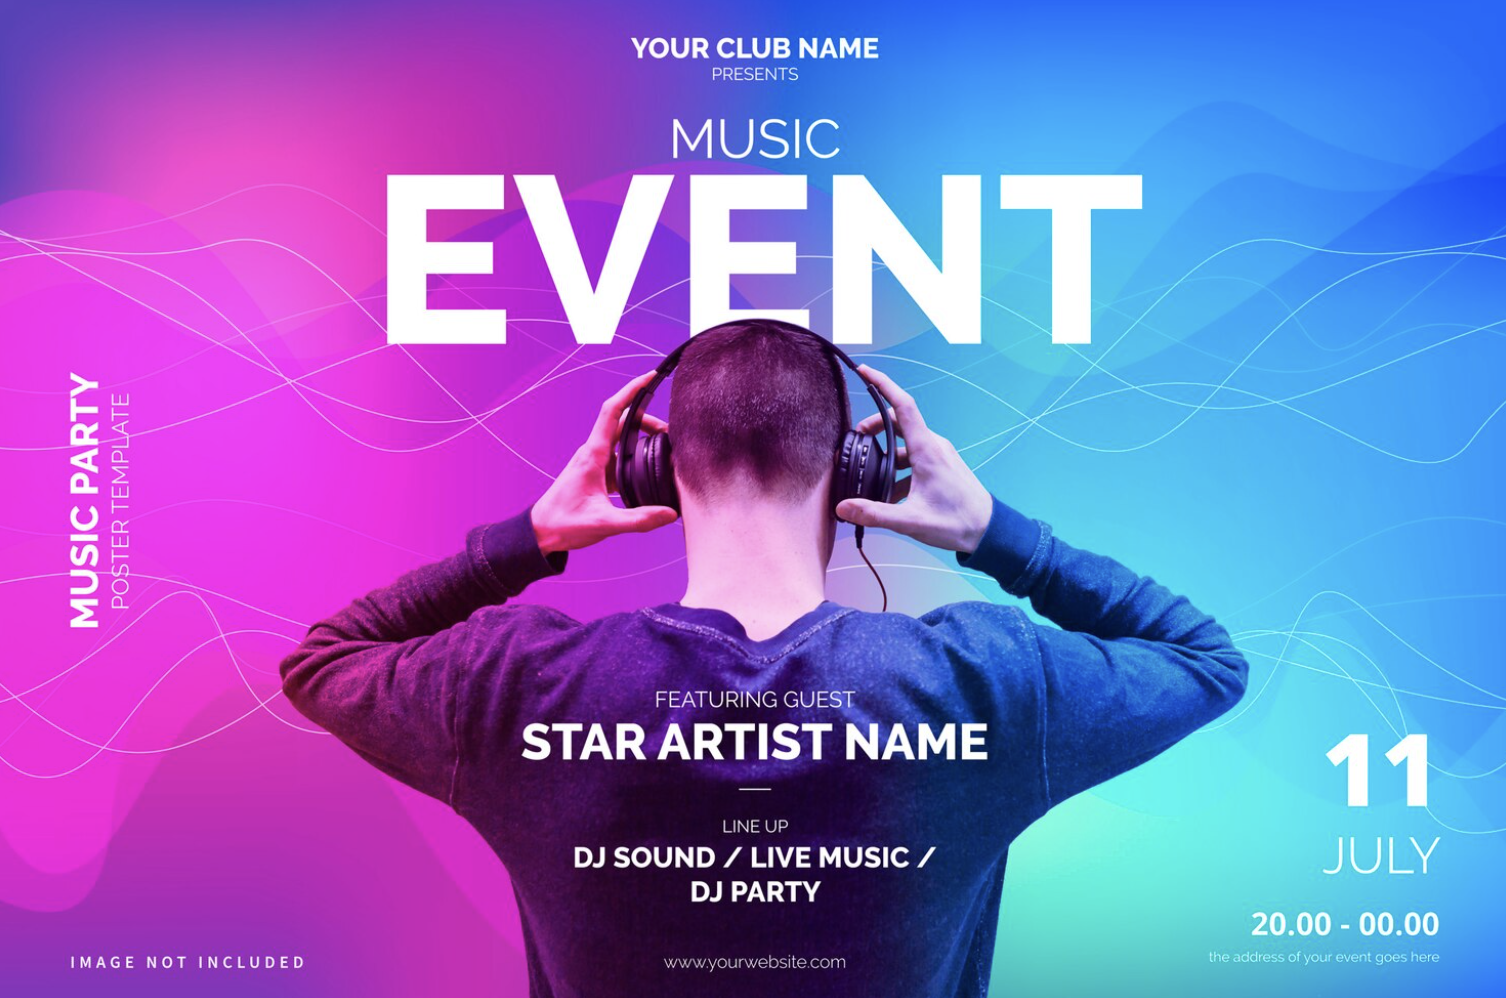 YOUR CLUB NAME
PRESENTS
MUSIC
EVENT
MUSIC PARTY
POSTER TEMPLATE
FEATURING GUEST
STAR ARTIST NAME
LINE UP
DJ SOUND / LIVE MUSIC /
DJ PARTY
11
JULY
20.00 - 00.00
the address of your event goes here
IMAGE NOT INCLUDED
www.yourwebsite.com